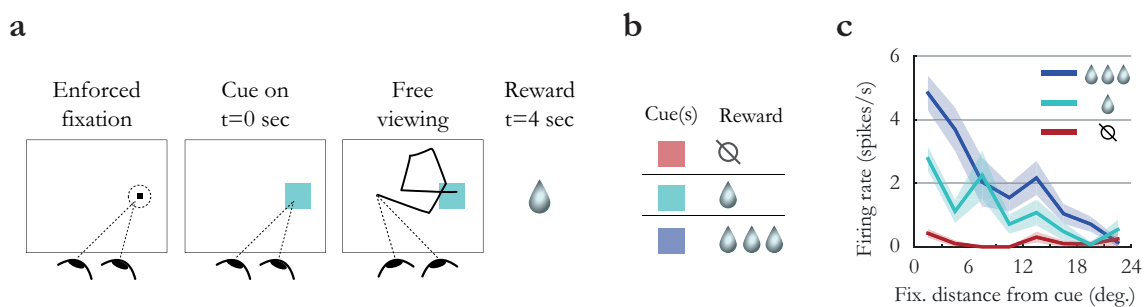 a
Enforced
fixation
Cue on
t=0 sec
Free
viewing
Reward
t=4 sec
b
Cue(s) Reward
c
Firing rate (spikes/s)
6
4
2
0
0 6 12 18 24
Fix. distance from cue (deg.)